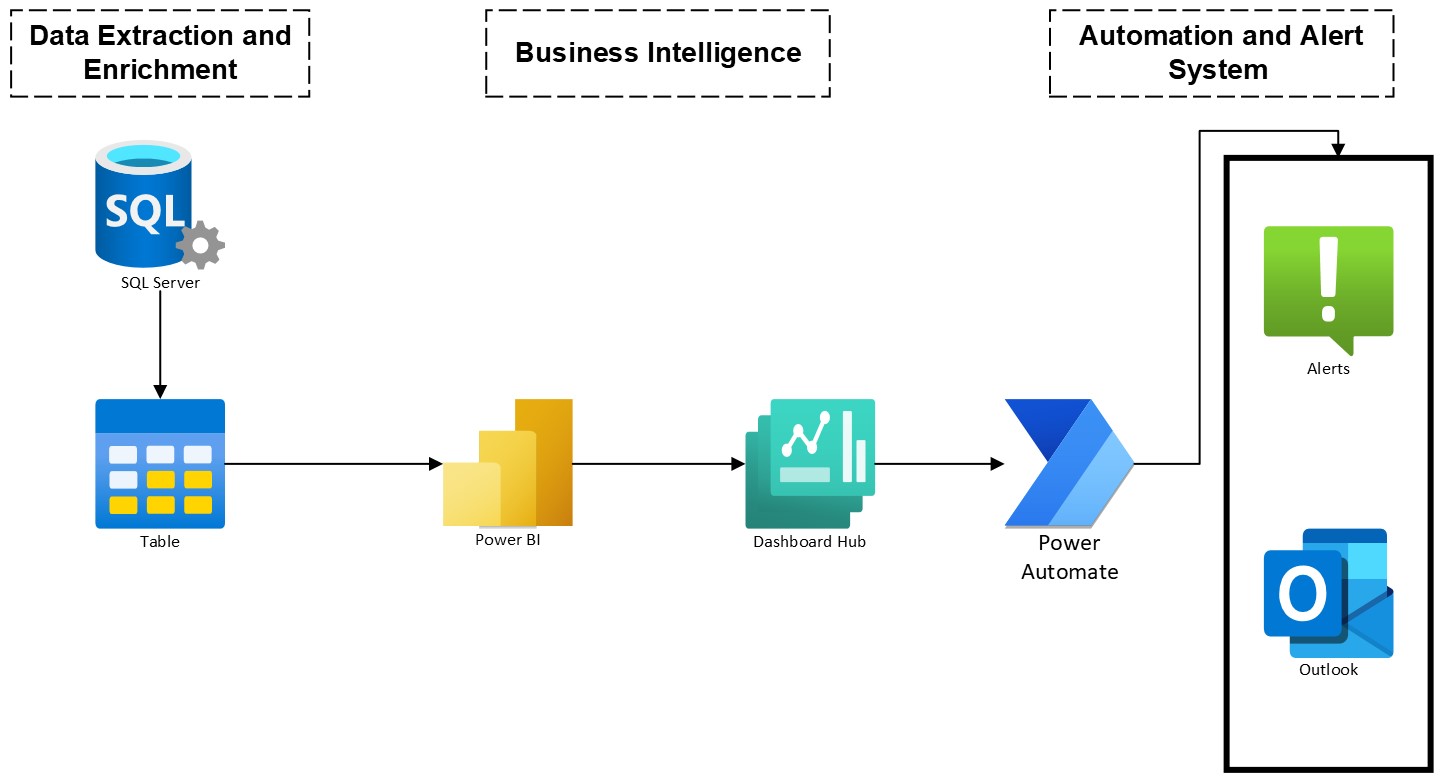 Data Extraction and
Enrichment
Business Intelligence
Automation and Alert
System
SQL
SQL Server
!
Alerts
Table
Power BI
Dashboard Hub
Power
Automate
O
Outlook